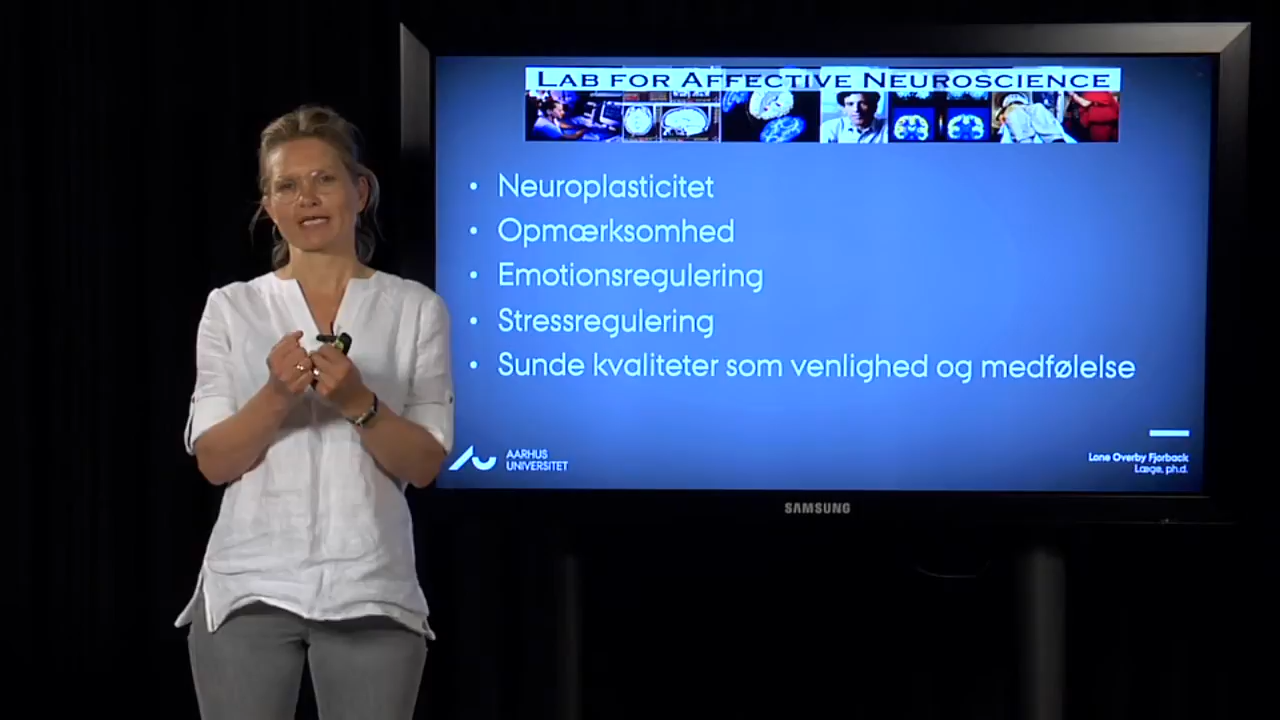 LAB FOR AFFECTIVE NEUROSCIENCE
• Neuroplasticitet
• Opmærksomhed
• Emotionsregulering
• Stressregulering
• Sunde kvaliteter som venlighed og medfølelse
AARHUS
UNIVERSITET
Lone Overby Fjorback
Læge, ph.d.
SAMSUNG